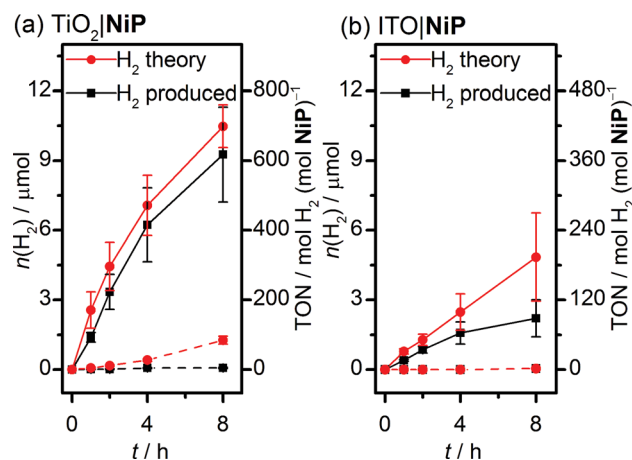 (a) TiO₂|NiP
12
9
6
3
0
n(H₂) / μmol
H₂ theory
H₂ produced
800
600
400
200
0
TON / mol H₂ (mol NiP)⁻¹
0 2 4 6 8
t / h
(b) ITO|NiP
12
9
6
3
0
n(H₂) / μmol
H₂ theory
H₂ produced
480
360
240
120
0
TON / mol H₂ (mol NiP)⁻¹
0 2 4 6 8
t / h